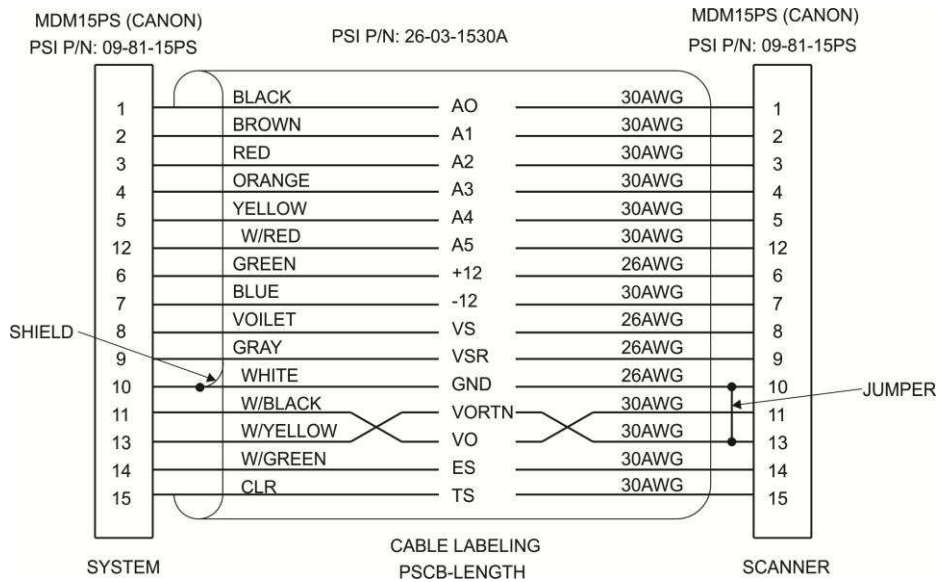 MDM15PS (CANON)
PSI P/N: 09-81-15PS
PSI P/N: 26-03-1530A
MDM15PS (CANON)
PSI P/N: 09-81-15PS
1 BLACK AO 30AWG 1
2 BROWN A1 30AWG 2
3 RED A2 30AWG 3
4 ORANGE A3 30AWG 4
5 YELLOW A4 30AWG 5
12 W/RED A5 30AWG 12
6 GREEN +12 26AWG 6
7 BLUE -12 30AWG 7
8 VOILET VS 26AWG 8
SHIELD
9 GRAY VSR 26AWG 9
10 WHITE GND 26AWG 10
JUMPER
11 W/BLACK VORTN 30AWG 11
13 W/YELLOW VO 30AWG 13
14 W/GREEN ES 30AWG 14
15 CLR TS 30AWG 15
SYSTEM
CABLE LABELING
PSCB-LENGTH
SCANNER